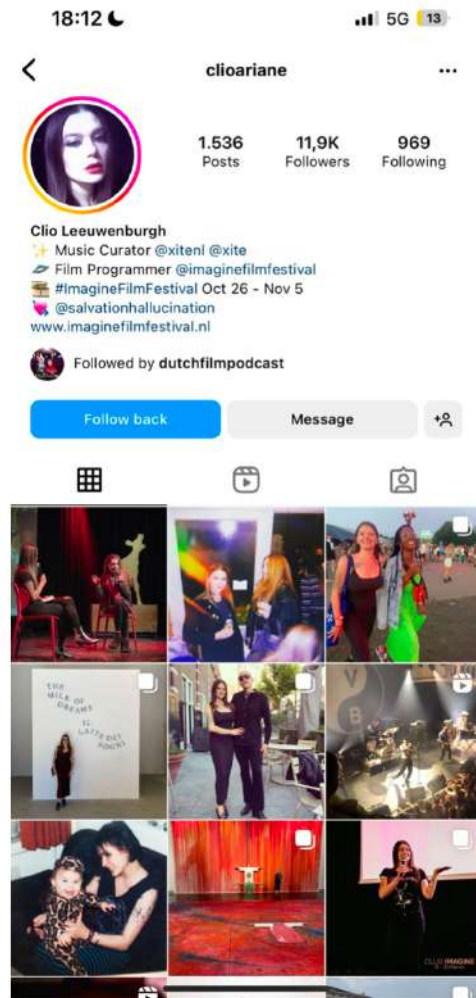 18:12
5G 13
clioariane
1.536 11,9K 969
Posts Followers Following
Clio Leeuwenburgh
Music Curator @xitenl @xite
Film Programmer @imaginefilmfestival
#ImagineFilmFestival Oct 26 - Nov 5
@salvationhallucination
www.imaginefilmfestival.nl
Followed by dutchfilmpodcast
Follow back
Message
THE
MILK OF
DREAMS
IL
LATTE DEI
SOGNI
V
B
IMAGINE